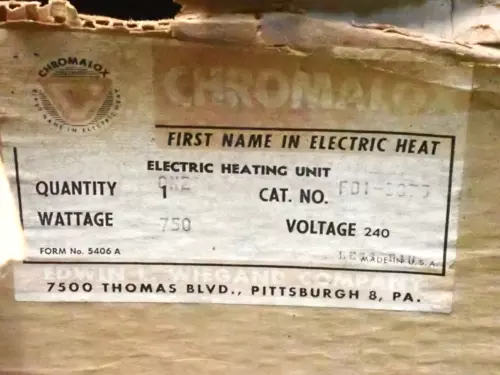 CHROMALOX
FIRST NAME IN ELECTRIC HEAT
CHROMALOX
FIRST NAME IN ELECTRIC HEAT
ELECTRIC HEATING UNIT
QUANTITY 1 CAT. NO.
WATTAGE 750 VOLTAGE 240
FORM No. 5406 A MADE IN U.S.A.
EDWIN L. WIEGAND COMPANY
7500 THOMAS BLVD., PITTSBURGH 8, PA.